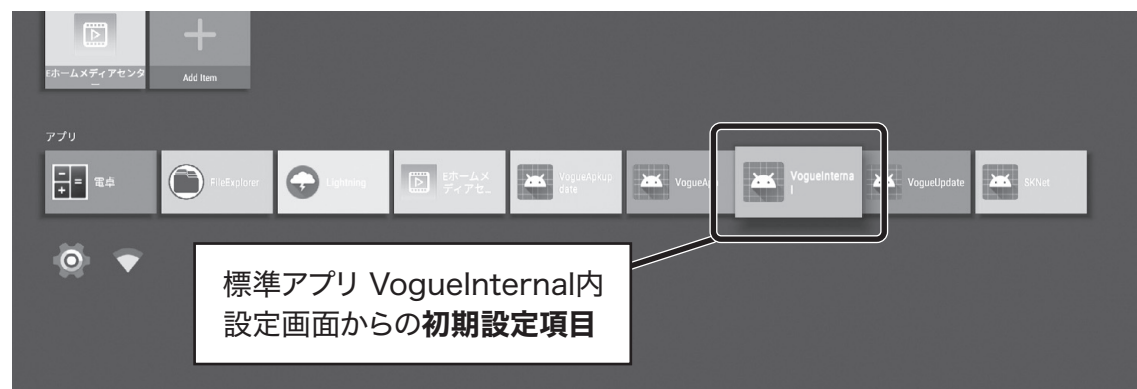 Eホームメディアセンタ
ー
Add Item
アプリ
電卓
FileExplorer
Lightning
Eホームメ
ディアセ...
VogueApkup
date
VogueAp
VogueInterna
l
VogueUpdate
SKNet
標準アプリ VogueInternal内
設定画面からの初期設定項目